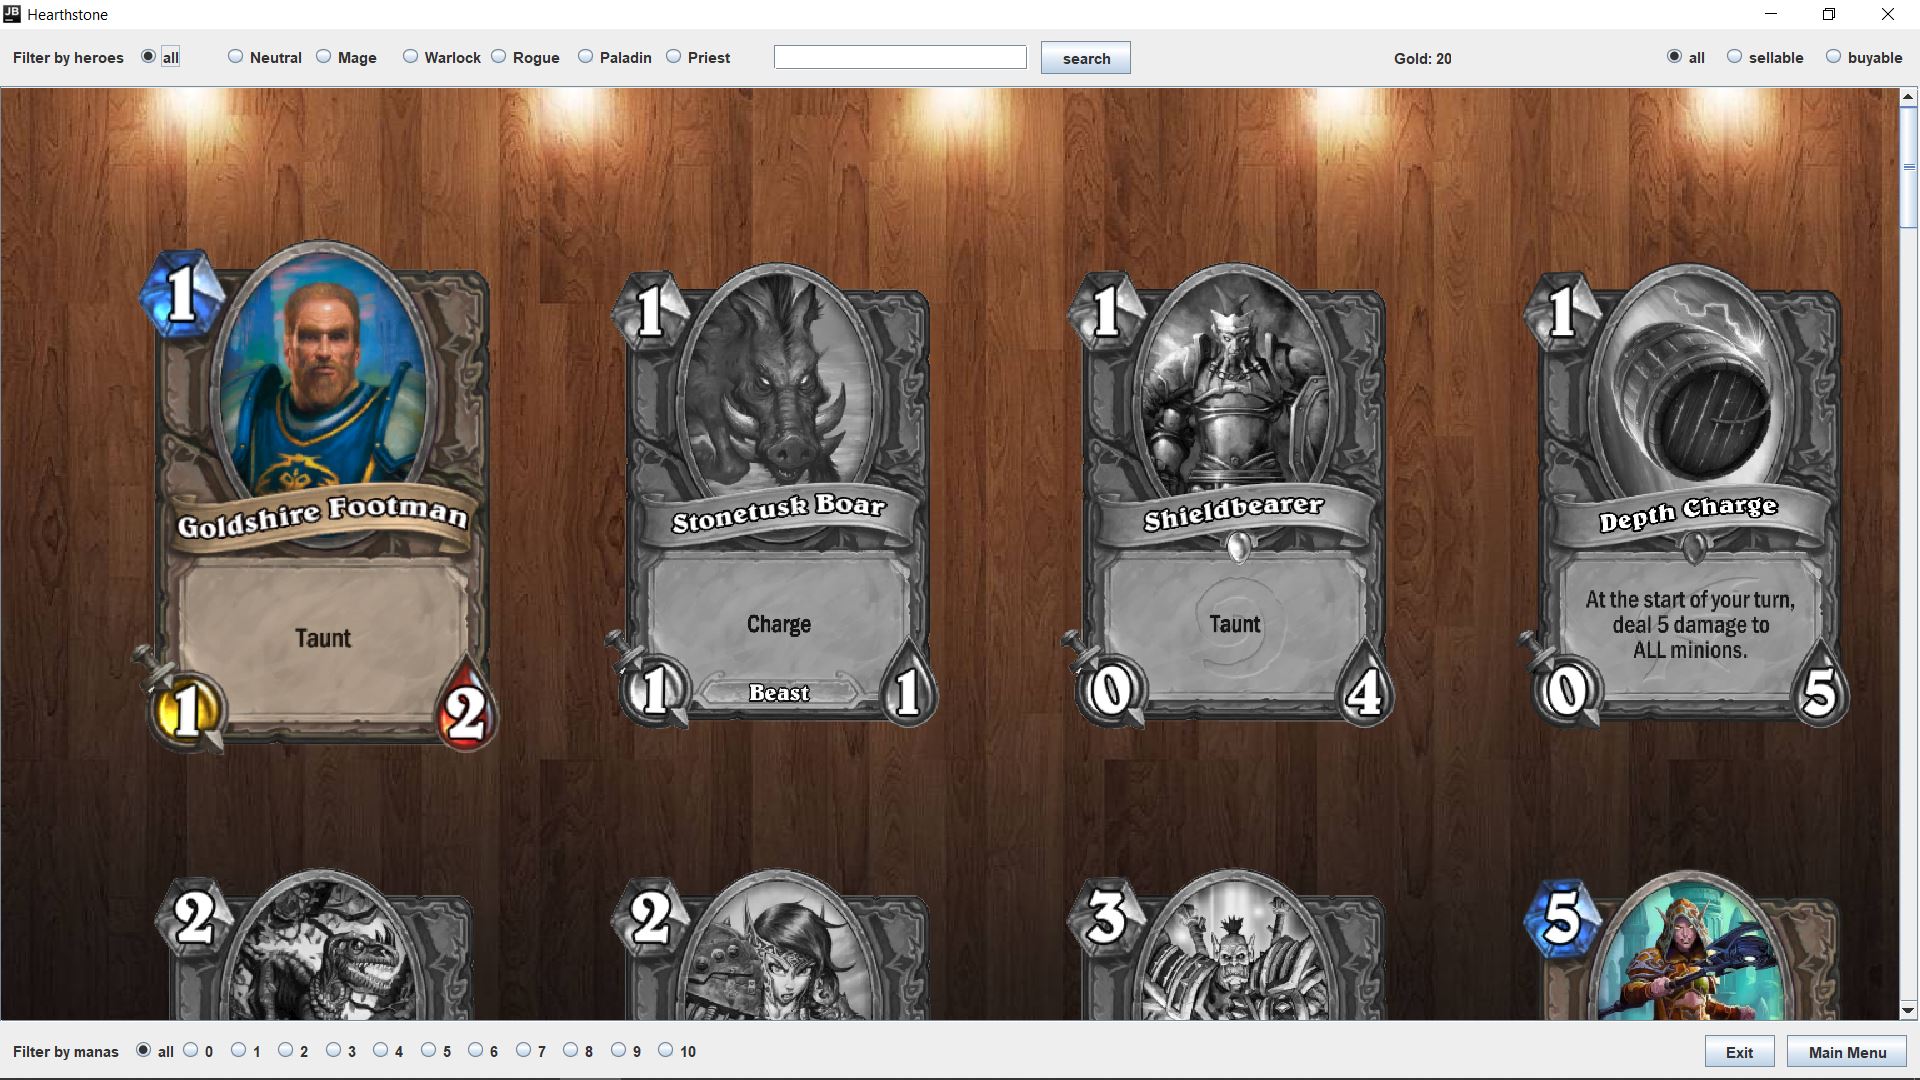 JB Hearthstone
Filter by heroes all Neutral Mage Warlock Rogue Paladin Priest search Gold: 20 all sellable buyable
1
Goldshire Footman
Taunt
1 2
1
Stonetusk Boar
Charge
Beast
1 1
1
Shieldbearer
Taunt
0 4
1
Depth Charge
At the start of your turn,
deal 5 damage to
ALL minions.
0 5
2
2
3
5
Filter by manas all 0 1 2 3 4 5 6 7 8 9 10 Exit Main Menu